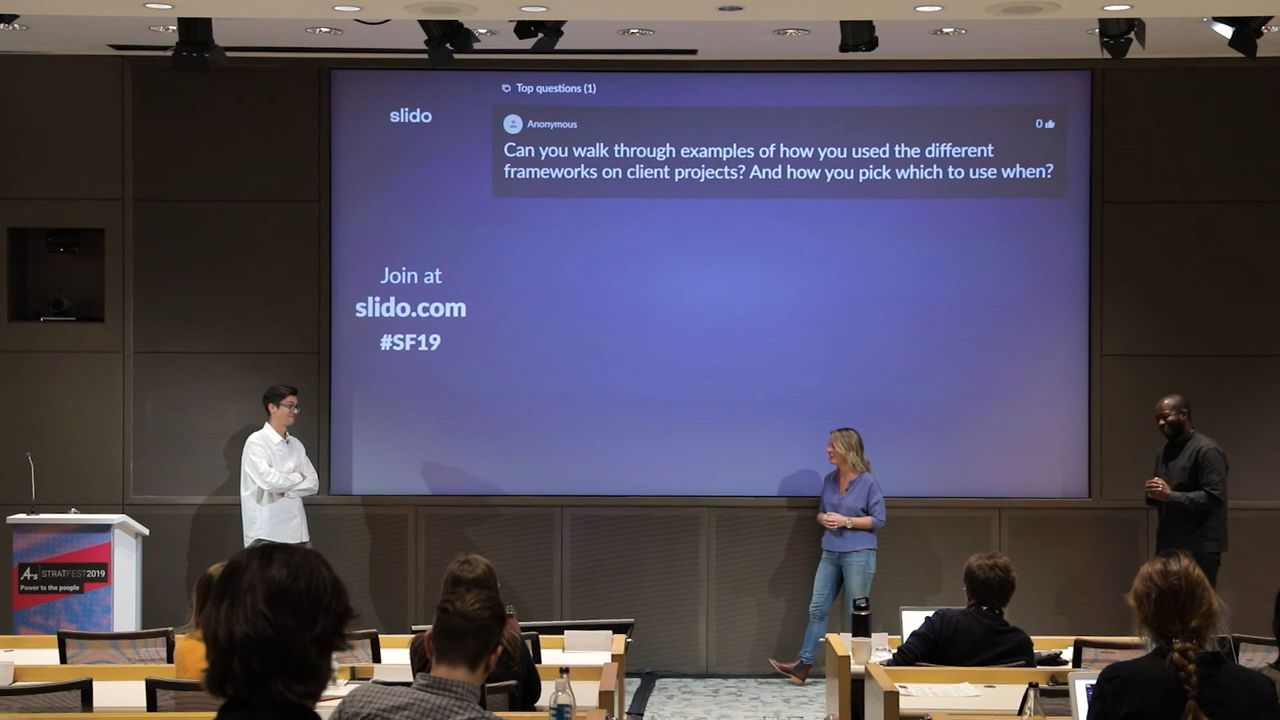 Top questions (1)
slido
Anonymous
0
Can you walk through examples of how you used the different
frameworks on client projects? And how you pick which to use when?
Join at
slido.com
#SF19
4A's STRATFEST2019
Power to the people